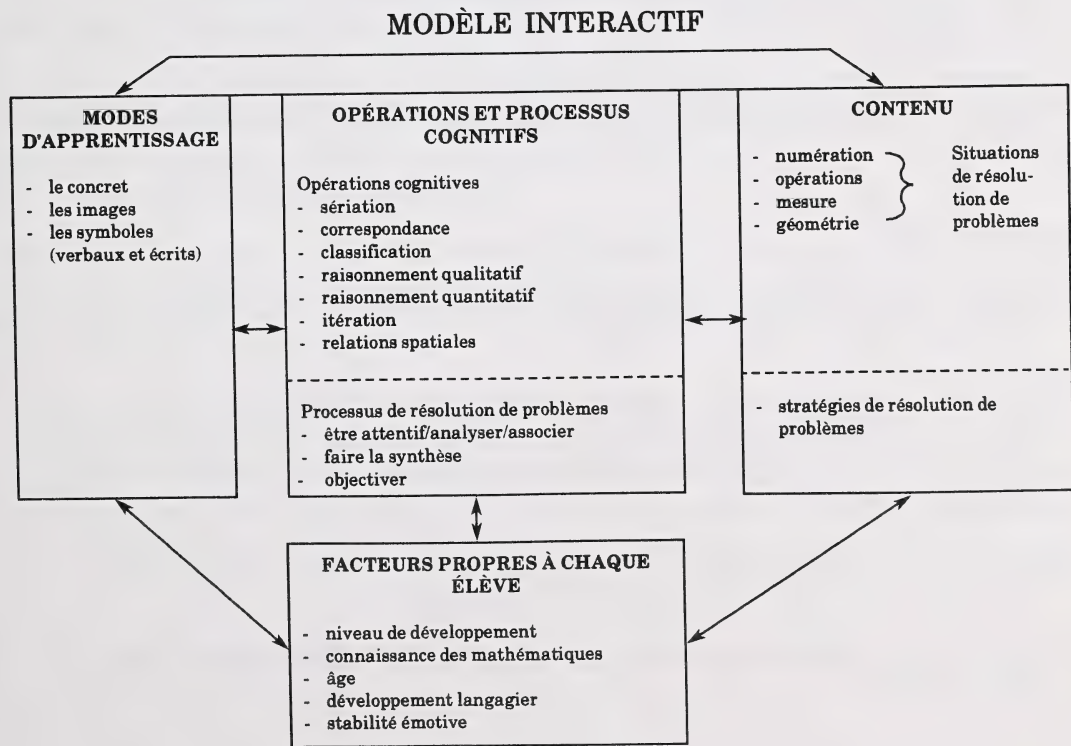 MODÈLE INTERACTIF
MODES
D'APPRENTISSAGE
- le concret
- les images
- les symboles
(verbaux et écrits)
OPÉRATIONS ET PROCESSUS
COGNITIFS
Opérations cognitives
- sériation
- correspondance
- classification
- raisonnement qualitatif
- raisonnement quantitatif
- itération
- relations spatiales
Processus de résolution de problèmes
- être attentif/analyser/associer
- faire la synthèse
- objectiver
CONTENU
- numération
- opérations
- mesure
- géométrie
Situations
de résolu-
tion de
problèmes
- stratégies de résolution de
problèmes
FACTEURS PROPRES À CHAQUE
ÉLÈVE
- niveau de développement
- connaissance des mathématiques
- âge
- développement langagier
- stabilité émotive